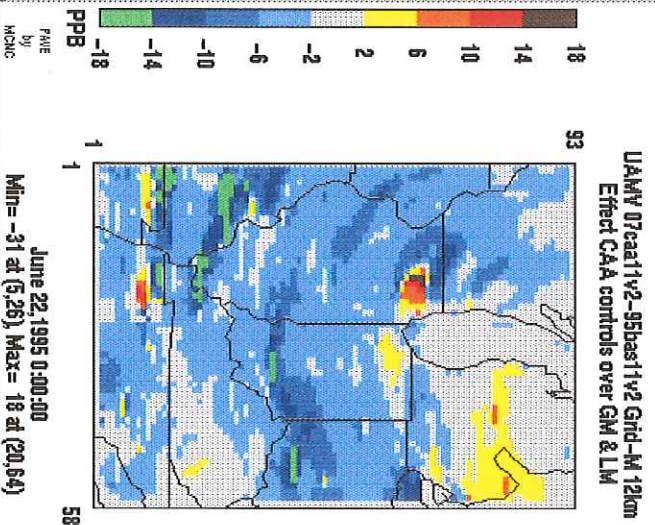 UAMV 07caa11v2-95bas11v2 Grid-M 12km
Effect CAA controls over GM & LM
18
14
10
6
2
-2
-6
-10
-14
-18
PPB
PAVE
by
MCNC
93
1
1
58
June 22,1995 0:00:00
Min= -31 at (5,26), Max= 18 at (20,64)